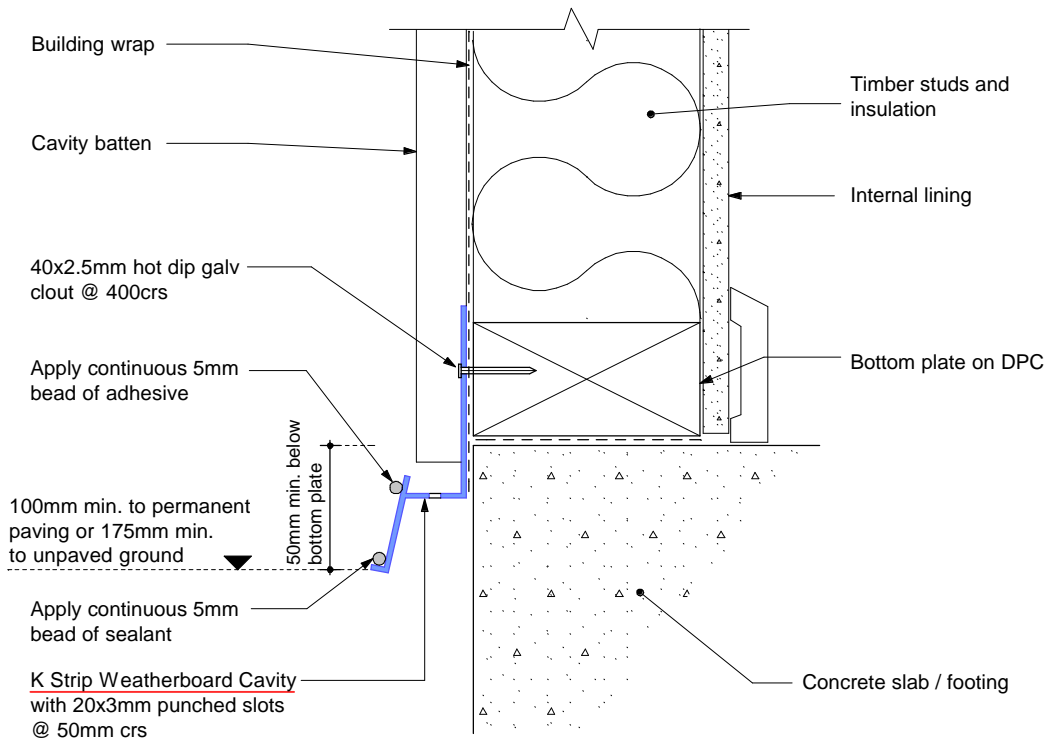 Building wrap
Cavity batten
40x2.5mm hot dip galv
clout @ 400crs
Apply continuous 5mm
bead of adhesive
50mm min. below
bottom plate
100mm min. to permanent
paving or 175mm min.
to unpaved ground
Apply continuous 5mm
bead of sealant
K Strip Weatherboard Cavity
with 20x3mm punched slots
@ 50mm crs
Timber studs and
insulation
Internal lining
Bottom plate on DPC
Concrete slab / footing